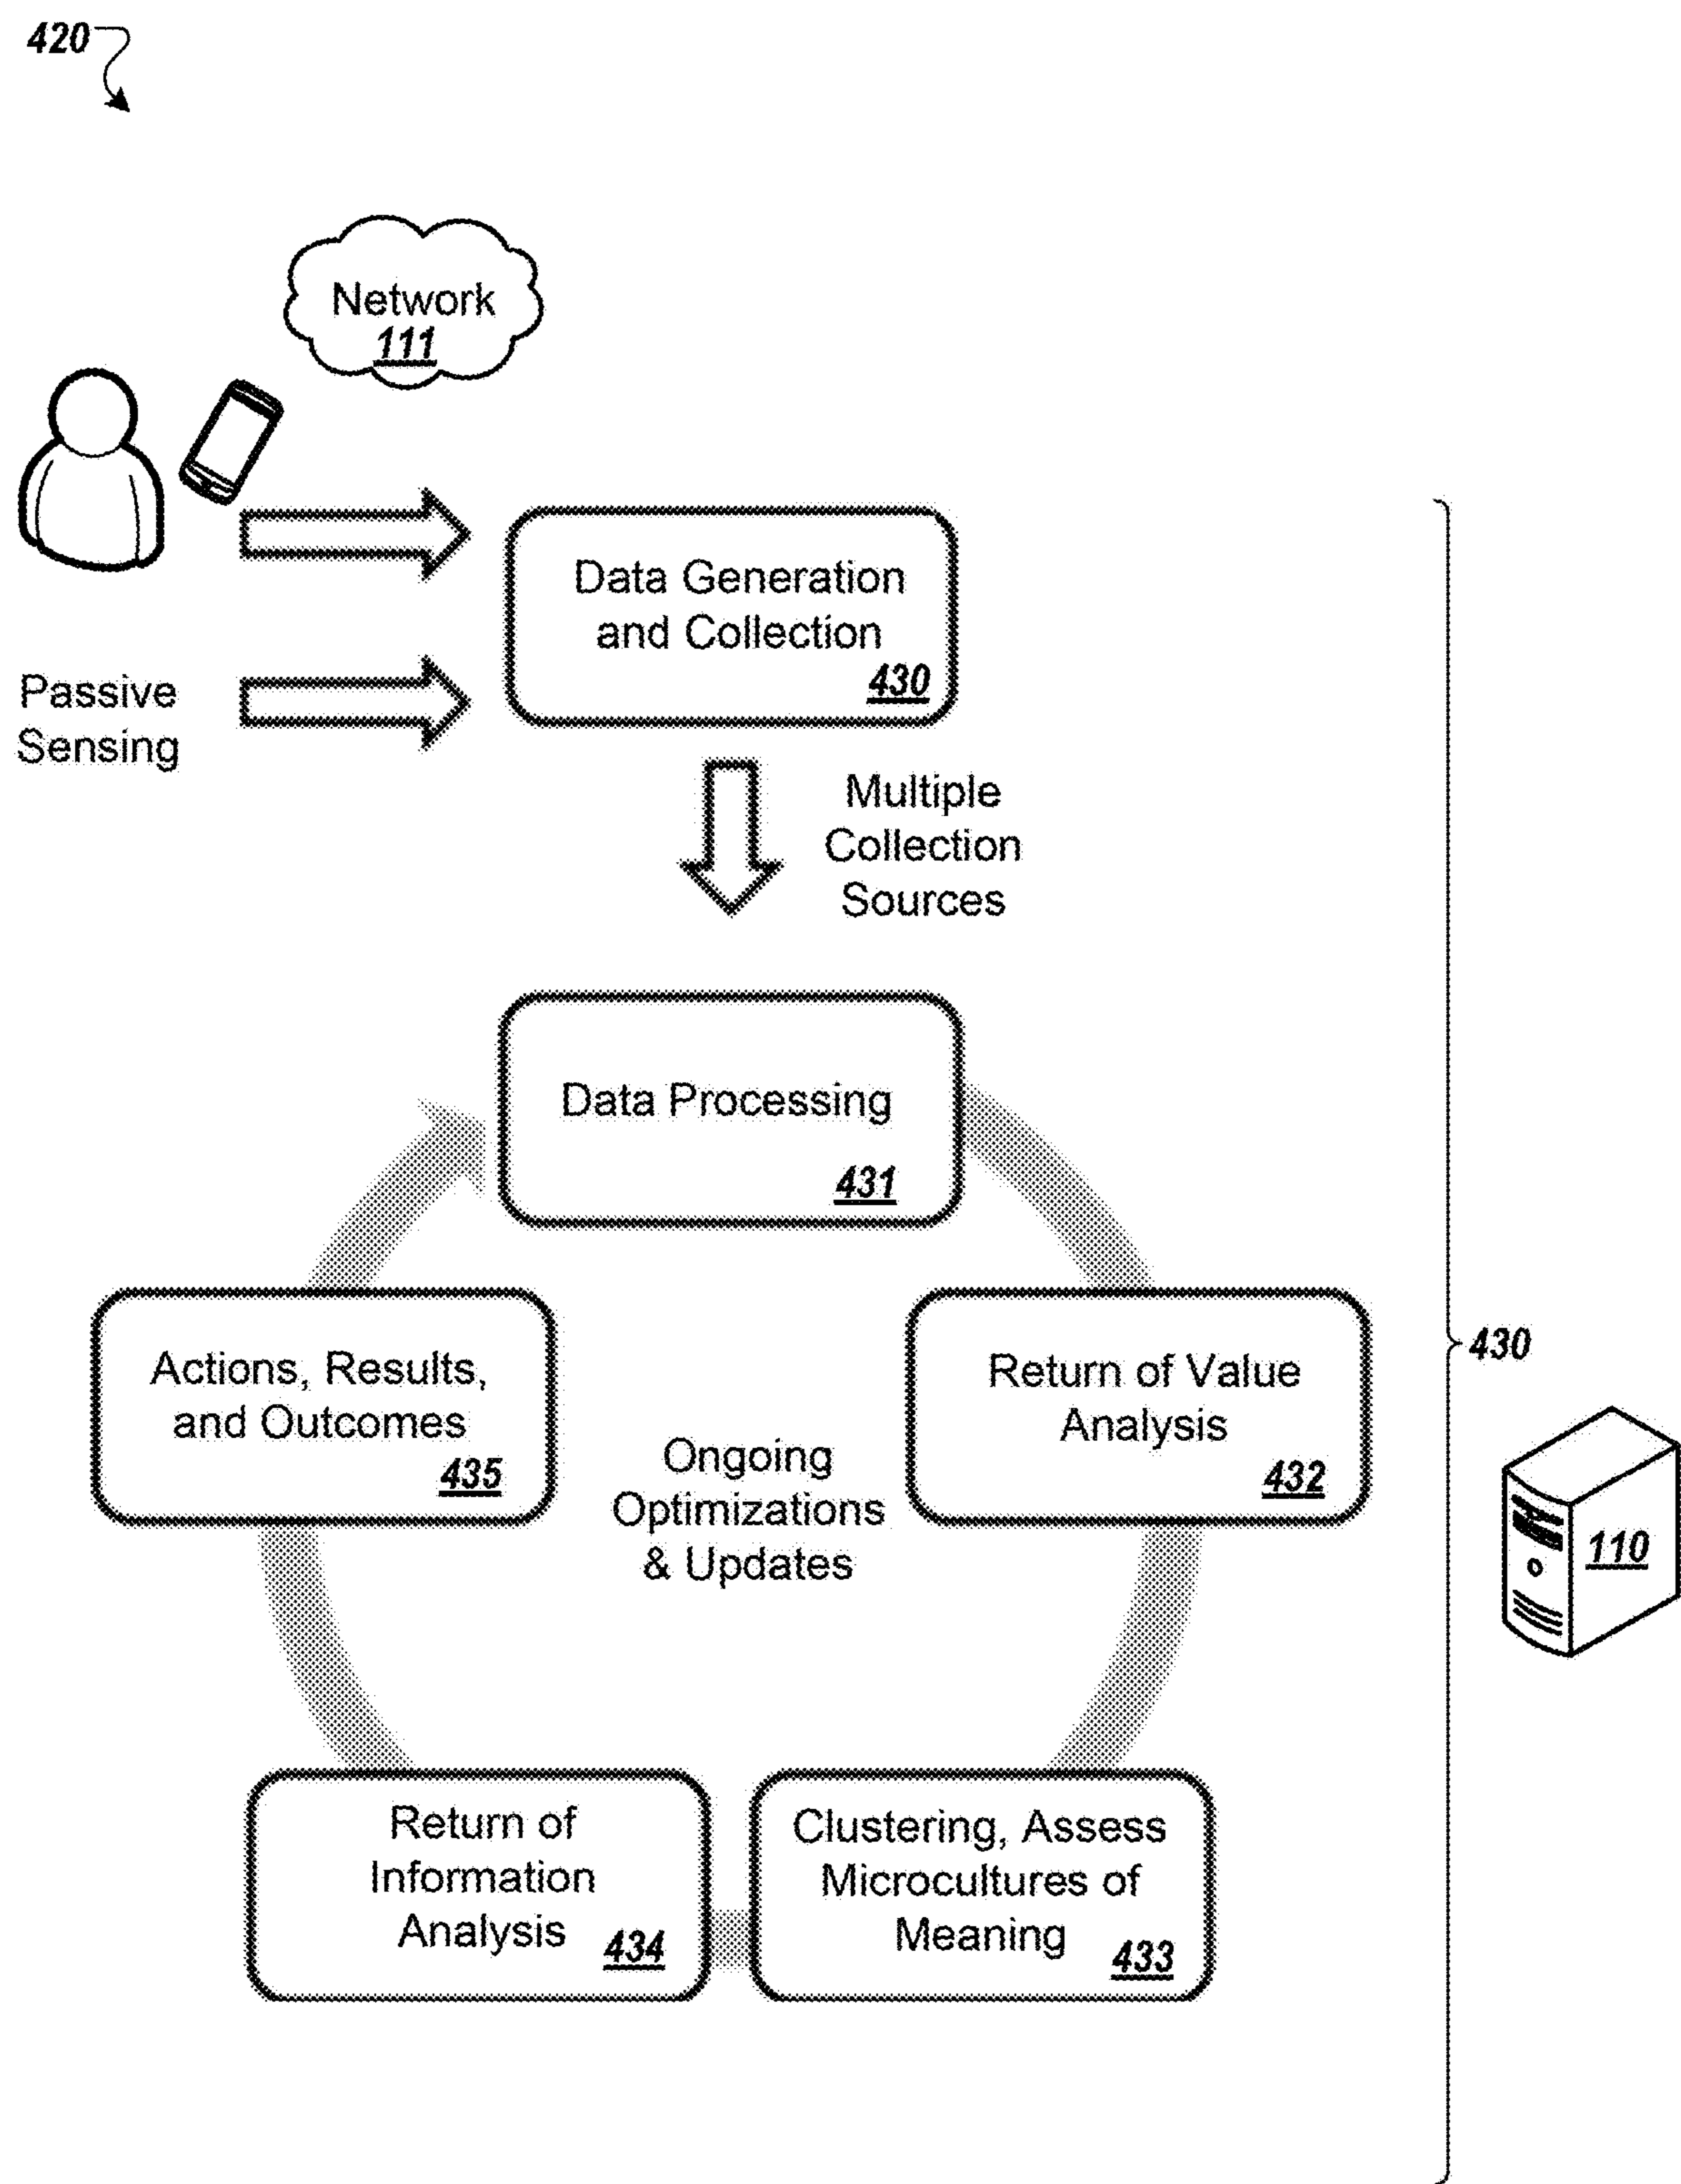 420
Network
111
Data Generation
and Collection
430
Passive
Sensing
Multiple
Collection
Sources
Data Processing
431
Actions, Results,
and Outcomes
435
Return of Value
Analysis
432
430
Ongoing
Optimizations
& Updates
110
Return of
Information
Analysis
434
Clustering, Assess
Microcultures of
Meaning
433